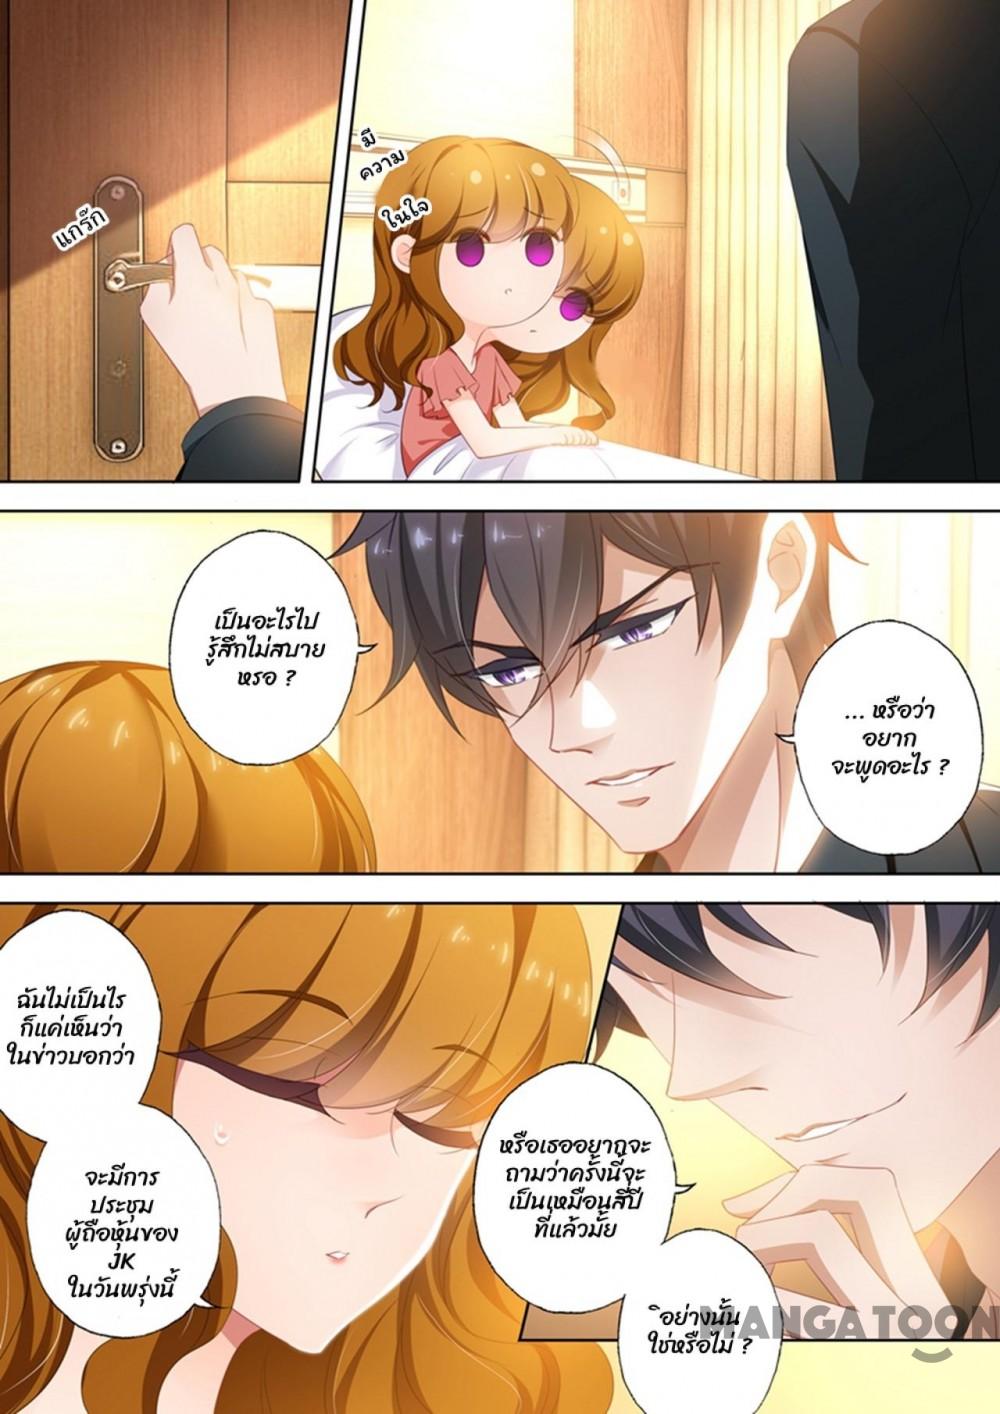 แกร๊ก
มี
ความ
ในใจ
เป็นอะไรไป
รู้สึกไม่สบาย
หรอ ?
... หรือว่า
อยาก
จะพูดอะไร ?
ฉันไม่เป็นไร
ก็แค่เห็นว่า
ในข่าวบอกว่า
จะมีการ
ประชุม
ผู้ถือหุ้นของ
JK
ในวันพรุ่งนี้
หรือเธออยากจะ
ถามว่าครั้งนี้จะ
เป็นเหมือนสี่ปี
ที่แล้วมั้ย
ิอย่างนั้น
ใช่หรือไม่ ?
MANGATOON